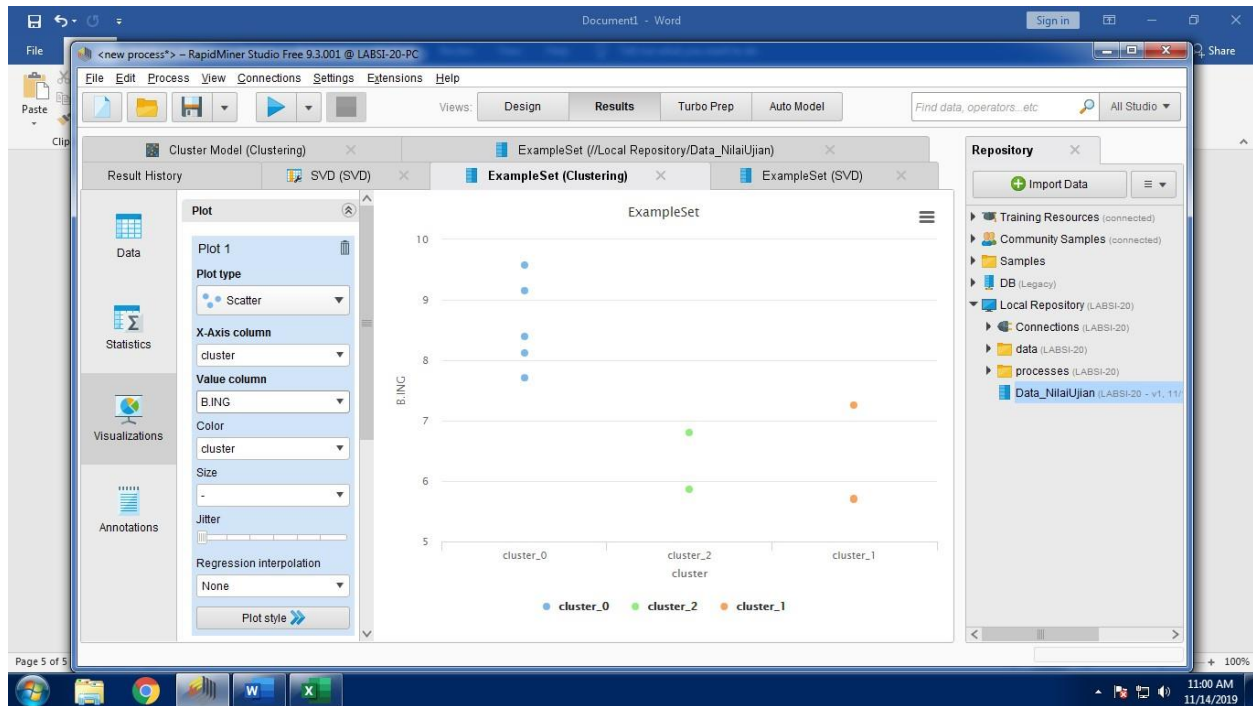 Document1 - Word
Sign in
File
Share
Paste
Clip
<new process*> – RapidMiner Studio Free 9.3.001 @ LABSI-20-PC
File Edit Process View Connections Settings Extensions Help
Views: Design Results Turbo Prep Auto Model
Find data, operators...etc
All Studio
Cluster Model (Clustering)
ExampleSet (//Local Repository/Data_NilaiUjian)
Result History
SVD (SVD)
ExampleSet (Clustering)
ExampleSet (SVD)
Data
Statistics
Visualizations
Annotations
Plot
Plot 1
Plot type
Scatter
X-Axis column
cluster
Value column
B.ING
Color
cluster
Size
-
Jitter
Regression interpolation
None
Plot style
ExampleSet
10
9
8
7
6
5
B.ING
cluster_0 cluster_2 cluster_1
cluster
cluster_0 cluster_2 cluster_1
Repository
Import Data
Training Resources (connected)
Community Samples (connected)
Samples
DB (Legacy)
Local Repository (LABSI-20)
Connections (LABSI-20)
data (LABSI-20)
processes (LABSI-20)
Data_NilaiUjian (LABSI-20 - v1, 11/
Page 5 of 5
100%
11:00 AM
11/14/2019